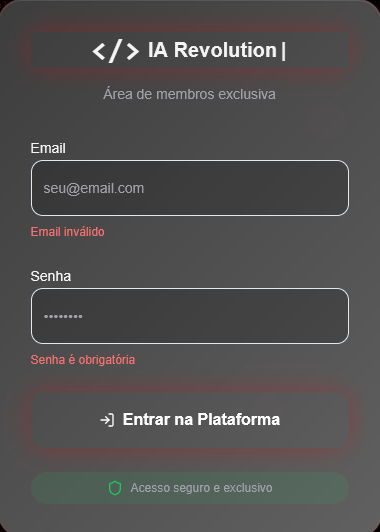 </> IA Revolution|
Área de membros exclusiva
Email
seu@email.com
Email inválido
Senha
••••••••
Senha é obrigatória
Entrar na Plataforma
Acesso seguro e exclusivo